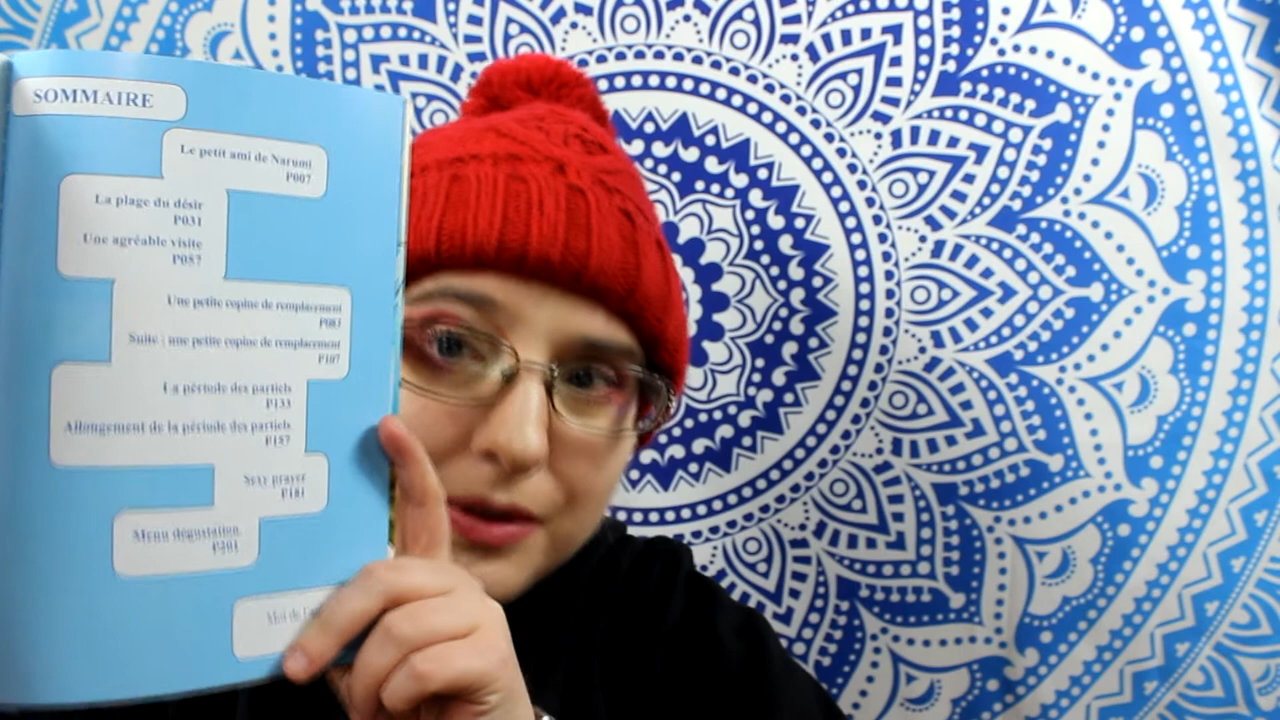 SOMMAIRE
Le petit ami de Narumi
P007
La plage du désir
P031
Une agréable visite
P057
Une petite copine de remplacement
P083
Suite : une petite copine de remplacement
P107
La période des partiels
P133
Allongement de la période des partiels
P157
Sexy prayer
P181
Menu dégustation
P201
Mot de